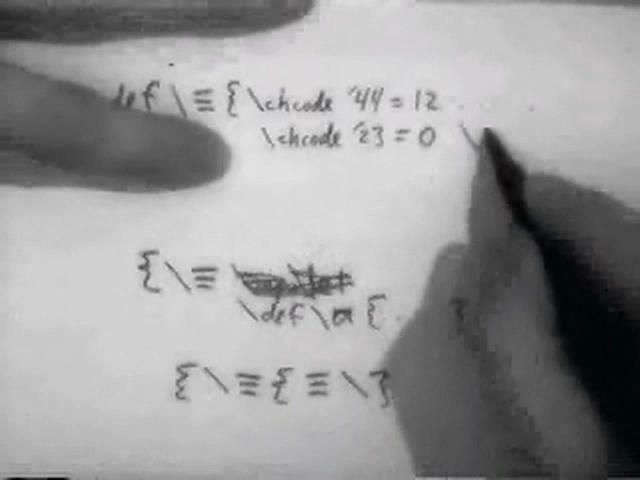 def \≡ { \chcode '44 = 12
\chcode '23 = 0 \
{ \≡
\def \a { }
{ \≡ { ≡ \ }